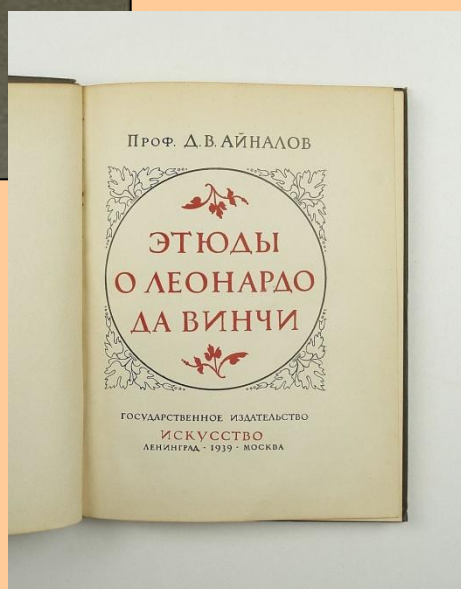 Проф. Д. В. АЙНАЛОВ
ЭТЮДЫ
О ЛЕОНАРДО
ДА ВИНЧИ
ГОСУДАРСТВЕННОЕ ИЗДАТЕЛЬСТВО
ИСКУССТВО
ЛЕНИНГРАД · 1939 · МОСКВА